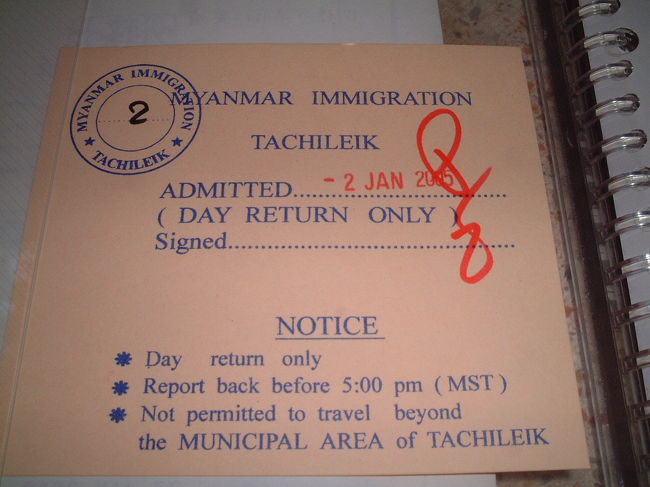 MYANMAR IMMIGRATION
2
★ TACHILEIK ★
MYANMAR IMMIGRATION
TACHILEIK
ADMITTED.............................
- 2 JAN 2005
( DAY RETURN ONLY )
Signed.......................................
NOTICE
Day return only
Report back before 5:00 pm ( MST )
Not permitted to travel beyond
the MUNICIPAL AREA of TACHILEIK